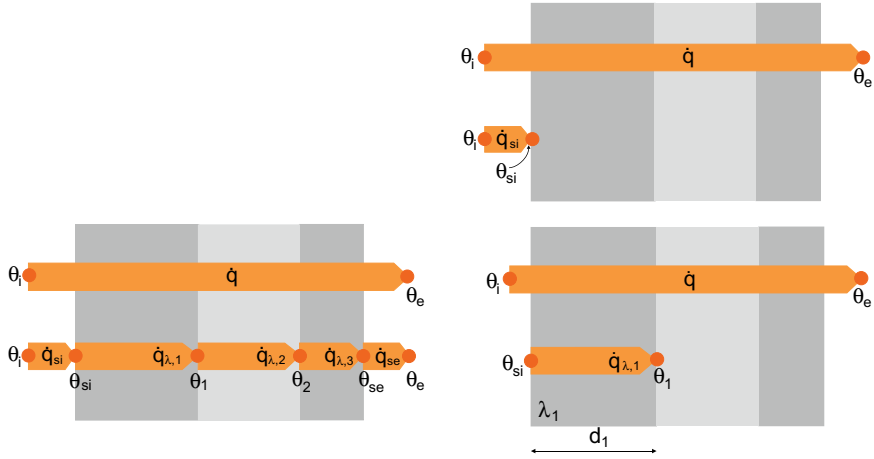 θi q̇ θe
θi q̇si
θsi
θi q̇ θe
θi q̇si q̇λ,1 q̇λ,2 q̇λ,3 q̇se
θsi θ1 θ2 θse θe
θi q̇ θe
θsi q̇λ,1 θ1
λ1
d1